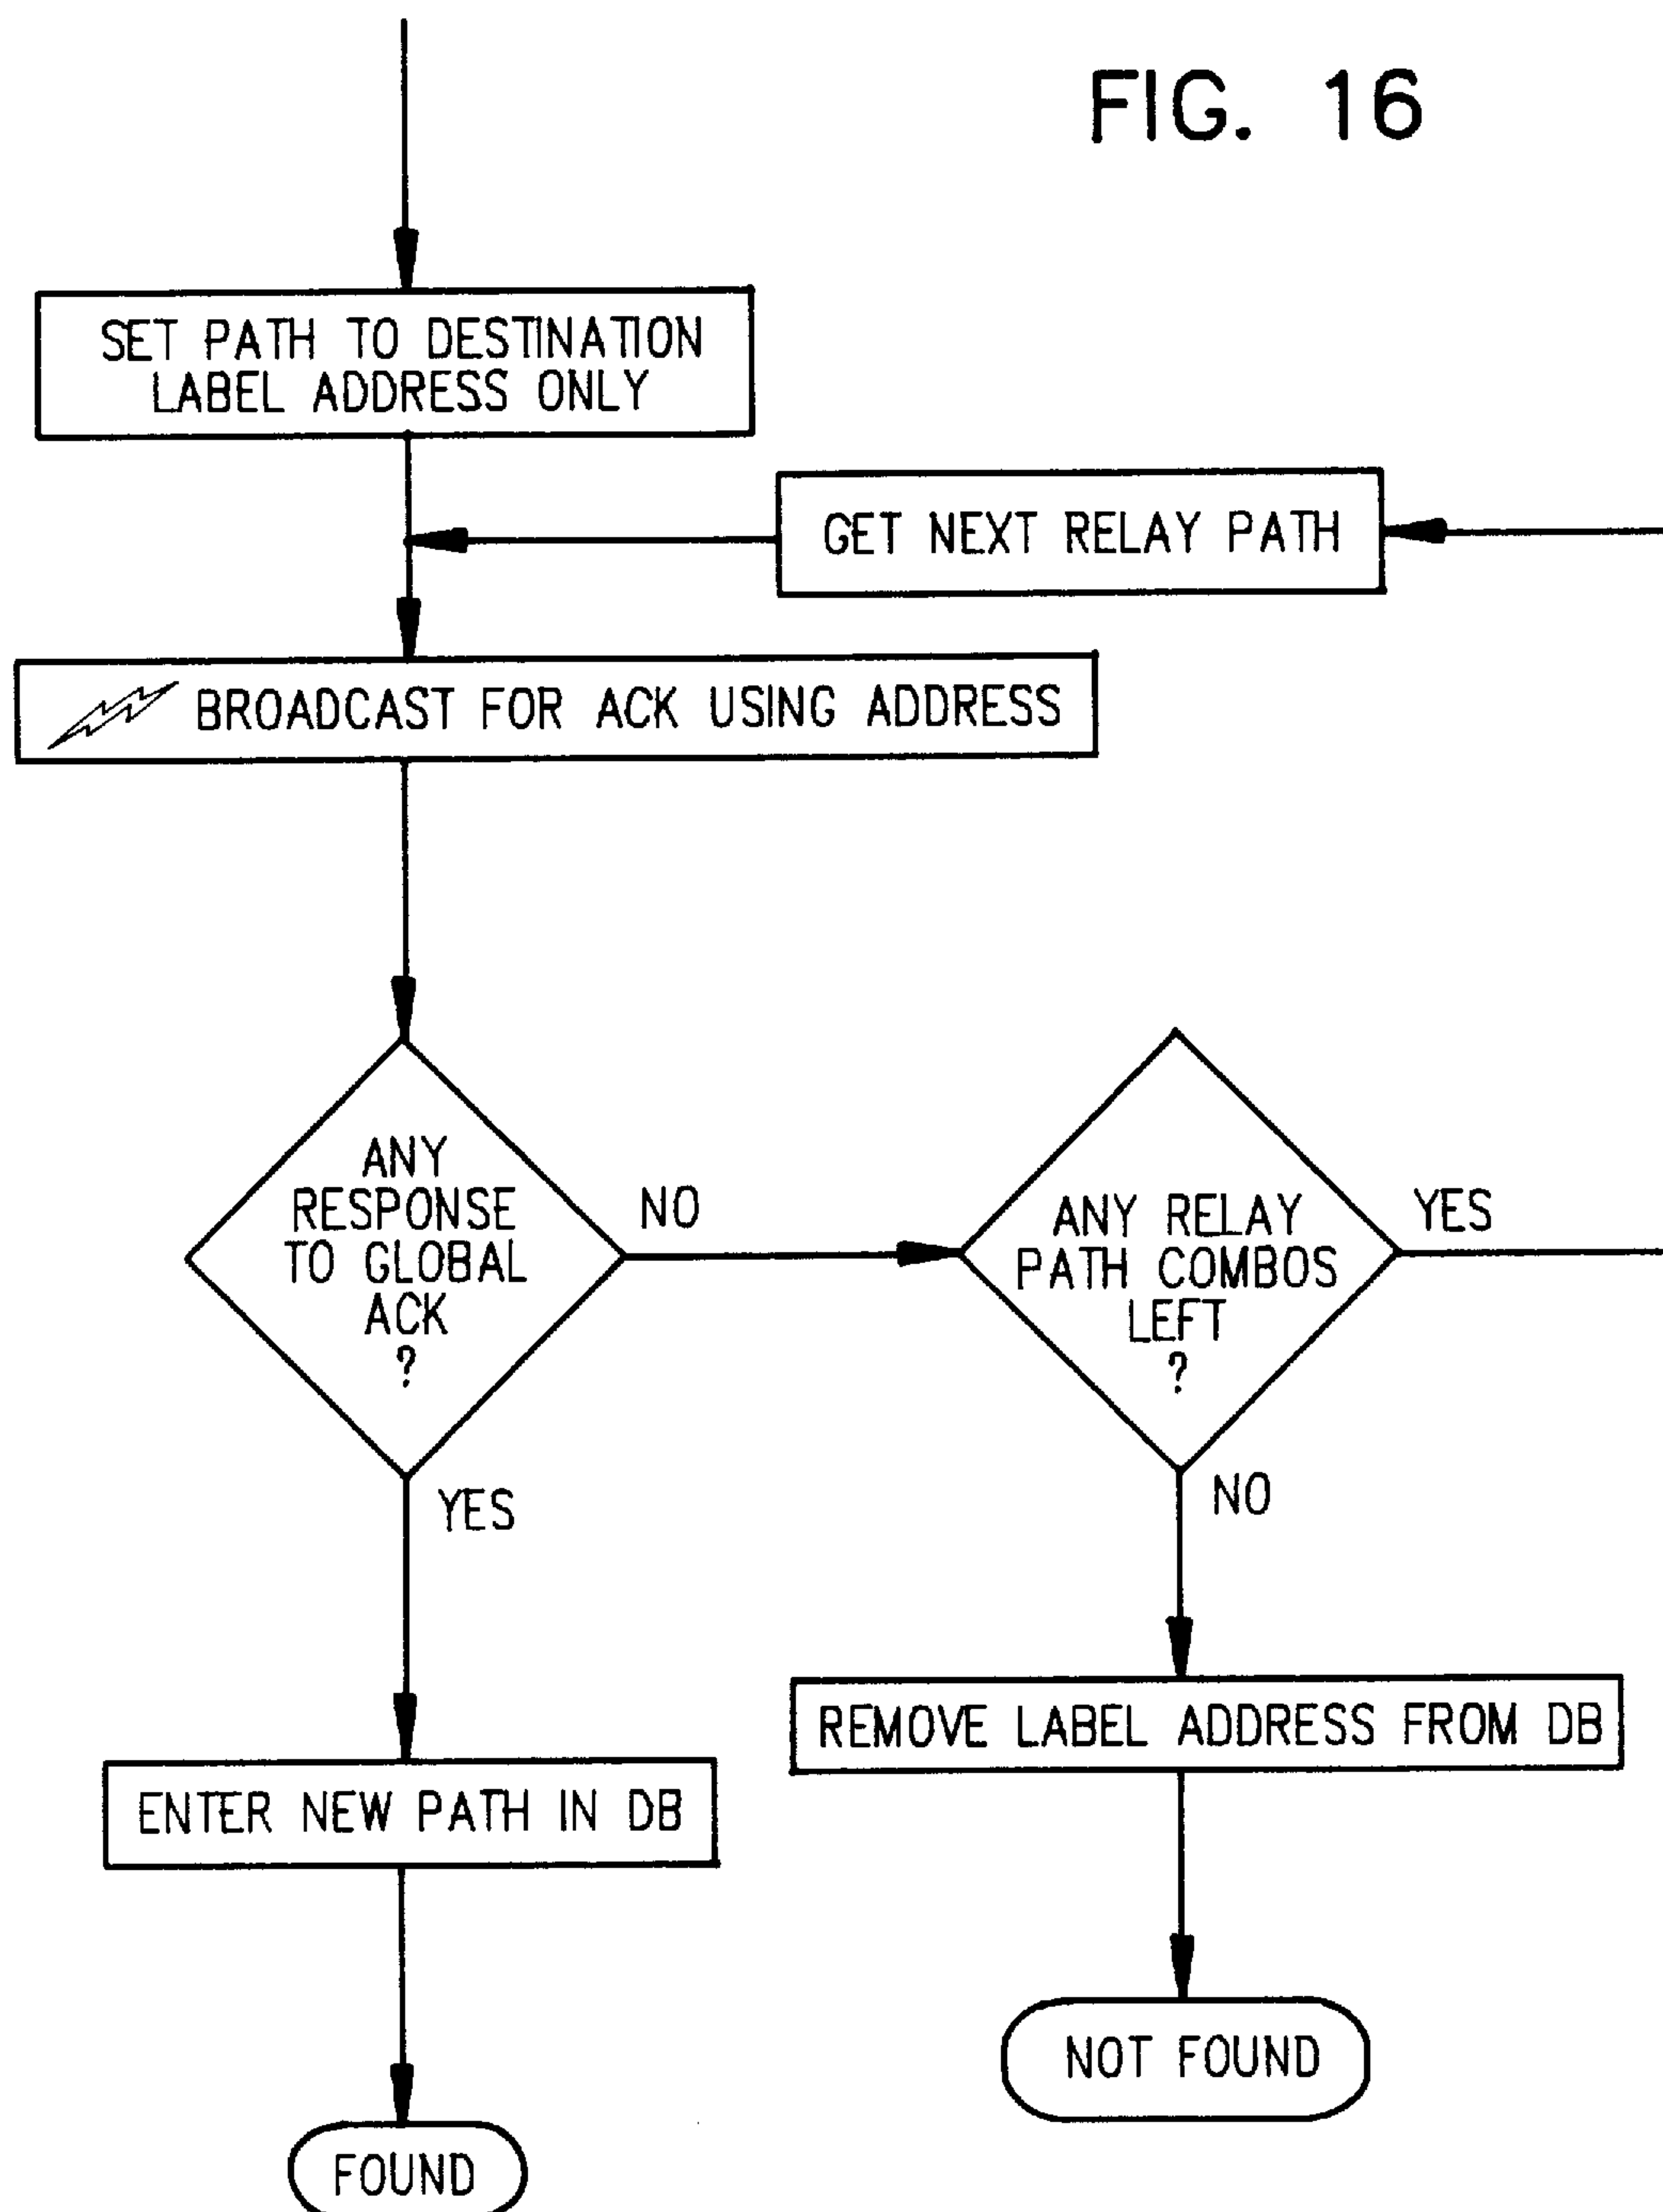 FIG. 16
SET PATH TO DESTINATION
LABEL ADDRESS ONLY
GET NEXT RELAY PATH
BROADCAST FOR ACK USING ADDRESS
ANY
RESPONSE
TO GLOBAL
ACK
?
NO
ANY RELAY
PATH COMBOS
LEFT
?
YES
YES
NO
REMOVE LABEL ADDRESS FROM DB
ENTER NEW PATH IN DB
NOT FOUND
FOUND